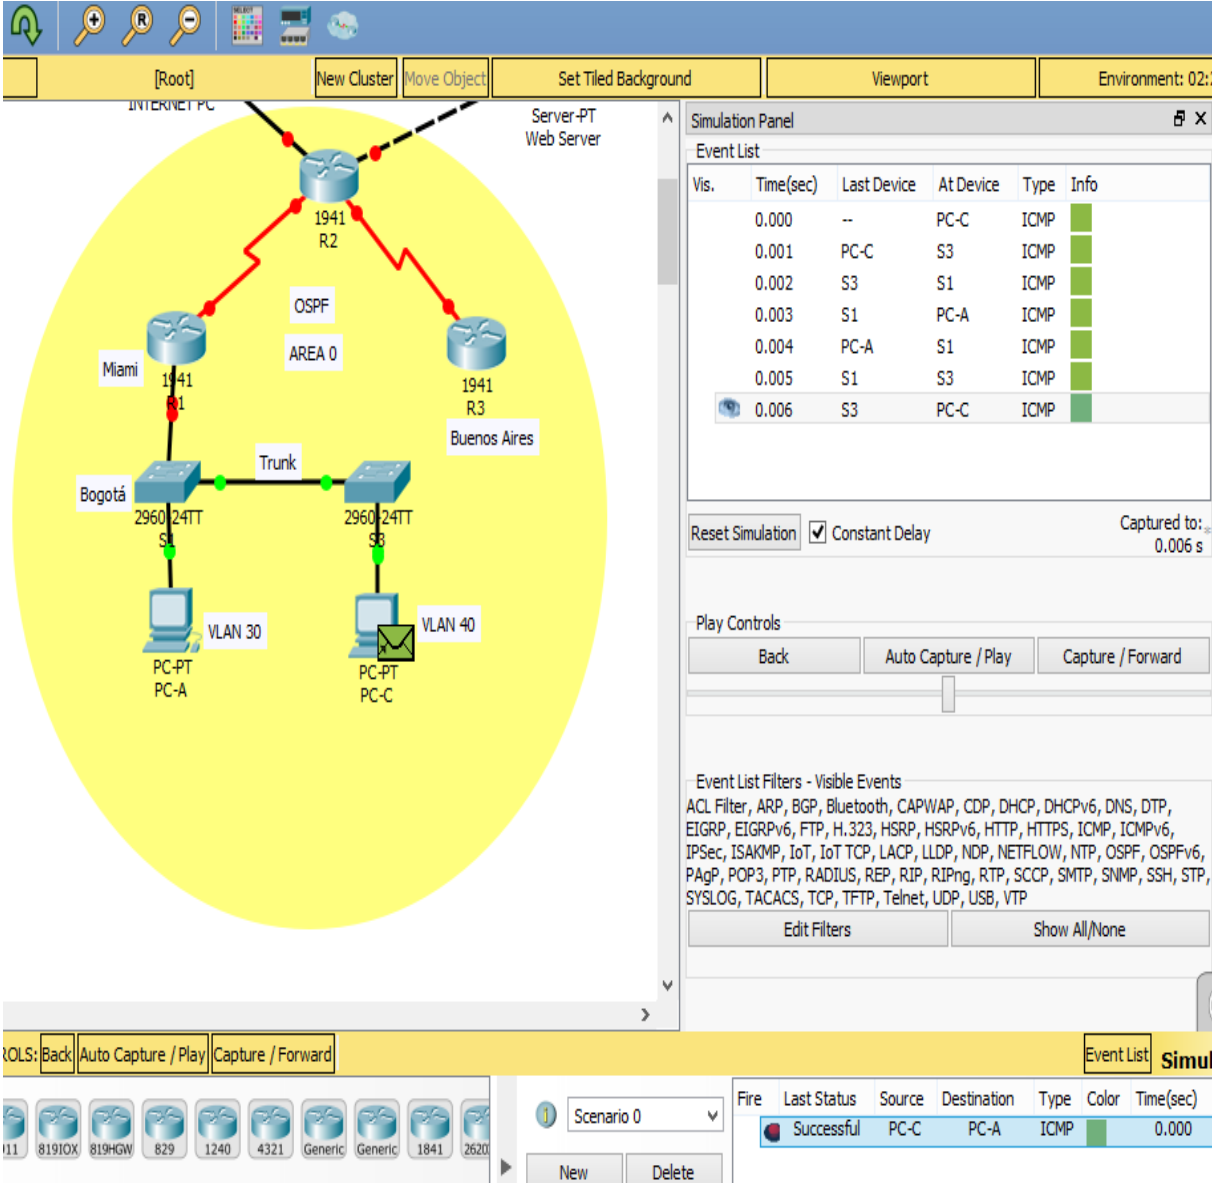 SELECT
[Root]
New Cluster
Move Object
Set Tiled Background
Viewport
Environment: 02:
INTERNET PC
Server-PT
Web Server
1941
R2
OSPF
AREA 0
Miami
1941
R1
1941
R3
Buenos Aires
Trunk
Bogotá
2960-24TT
S1
2960-24TT
S3
VLAN 30
VLAN 40
PC-PT
PC-A
PC-PT
PC-C
Simulation Panel
Event List
Vis. Time(sec) Last Device At Device Type Info
0.000 -- PC-C ICMP
0.001 PC-C S3 ICMP
0.002 S3 S1 ICMP
0.003 S1 PC-A ICMP
0.004 PC-A S1 ICMP
0.005 S1 S3 ICMP
0.006 S3 PC-C ICMP
Reset Simulation
Constant Delay
Captured to: *
0.006 s
Play Controls
Back
Auto Capture / Play
Capture / Forward
Event List Filters - Visible Events
ACL Filter, ARP, BGP, Bluetooth, CAPWAP, CDP, DHCP, DHCPv6, DNS, DTP,
EIGRP, EIGRPv6, FTP, H.323, HSRP, HSRPv6, HTTP, HTTPS, ICMP, ICMPv6,
IPSec, ISAKMP, IoT, IoT TCP, LACP, LLDP, NDP, NETFLOW, NTP, OSPF, OSPFv6,
PAgP, POP3, PTP, RADIUS, REP, RIP, RIPng, RTP, SCCP, SMTP, SNMP, SSH, STP,
SYSLOG, TACACS, TCP, TFTP, Telnet, UDP, USB, VTP
Edit Filters
Show All/None
ROLS:
Back
Auto Capture / Play
Capture / Forward
Event List
Simul
11
819IOX
819HGW
829
1240
4321
Generic
Generic
1841
2620
Scenario 0
New
Delete
Fire Last Status Source Destination Type Color Time(sec)
Successful PC-C PC-A ICMP 0.000